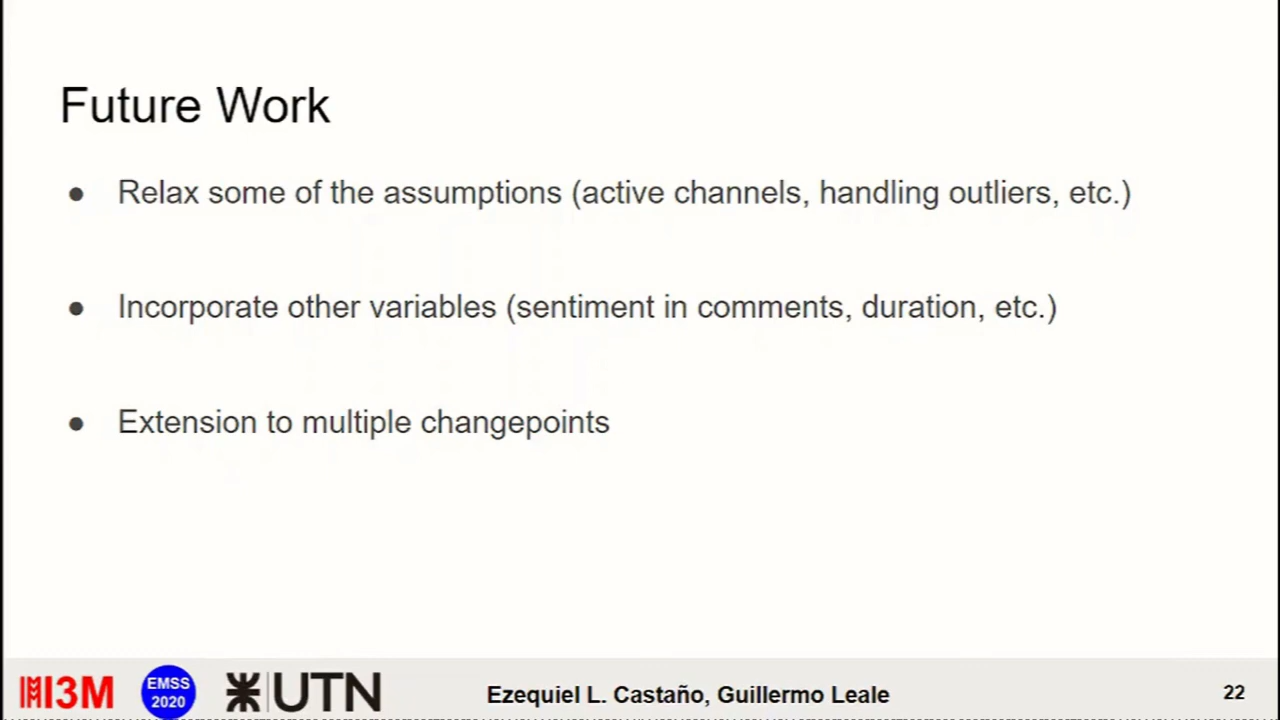 Future Work
● Relax some of the assumptions (active channels, handling outliers, etc.)
● Incorporate other variables (sentiment in comments, duration, etc.)
● Extension to multiple changepoints
I3M
EMSS
2020
UTN
Ezequiel L. Castaño, Guillermo Leale
22